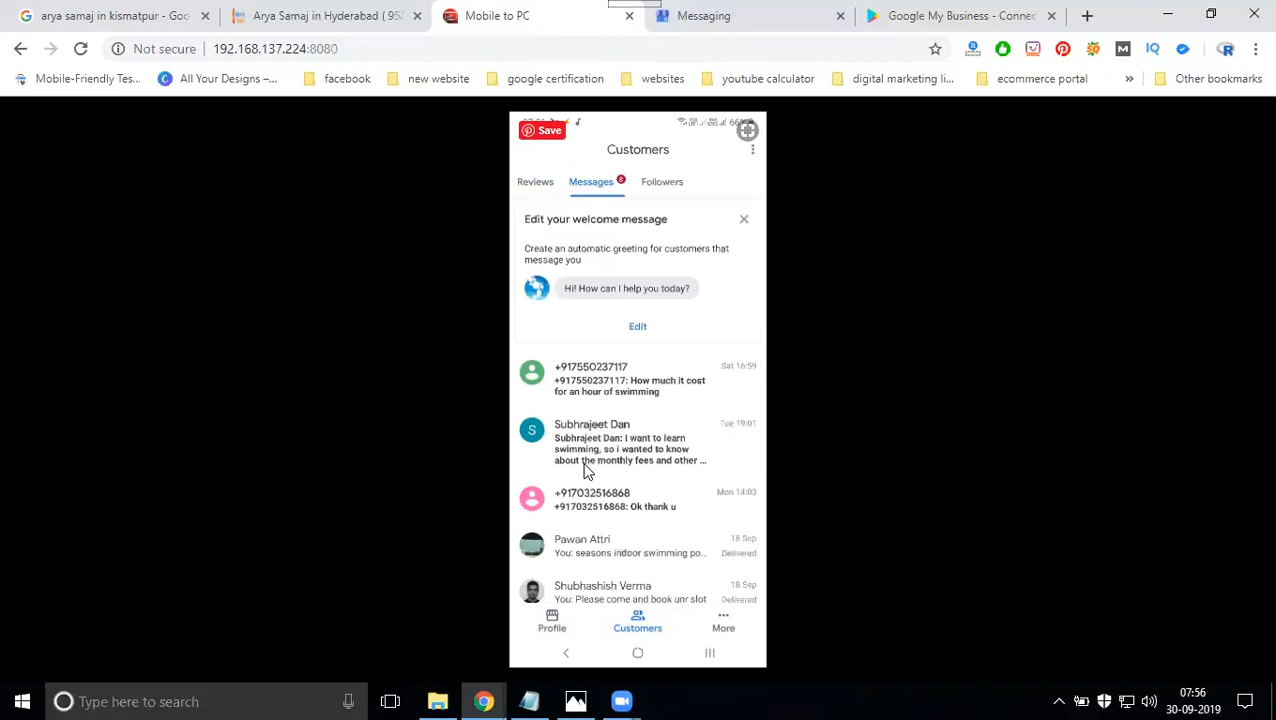 arya samaj in kingsway - Google
Arya Samaj in Hyderabad ( S
Mobile to PC
Messaging
Google My Business - Connec
Not secure 192.168.137.224:8080
Mobile-Friendly Tes...
All Your Designs –...
facebook
new website
google certification
websites
youtube calculator
digital marketing li...
ecommerce portal
»
Other bookmarks
07:56
66%
Save
Customers
Reviews
Messages 8
Followers
Edit your welcome message
Create an automatic greeting for customers that
message you
Hi! How can I help you today?
Edit
+917550237117 Sat 16:59
+917550237117: How much it cost
for an hour of swimming
S
Subhrajeet Dan Tue 19:01
Subhrajeet Dan: I want to learn
swimming, so i wanted to know
about the monthly fees and other ...
+917032516868 Mon 14:03
+917032516868: Ok thank u
Pawan Attri 18 Sep
You: seasons indoor swimming po... Delivered
Shubhashish Verma 18 Sep
You: Please come and book unr slot Delivered
Profile
Customers
More
Type here to search
07:56
30-09-2019